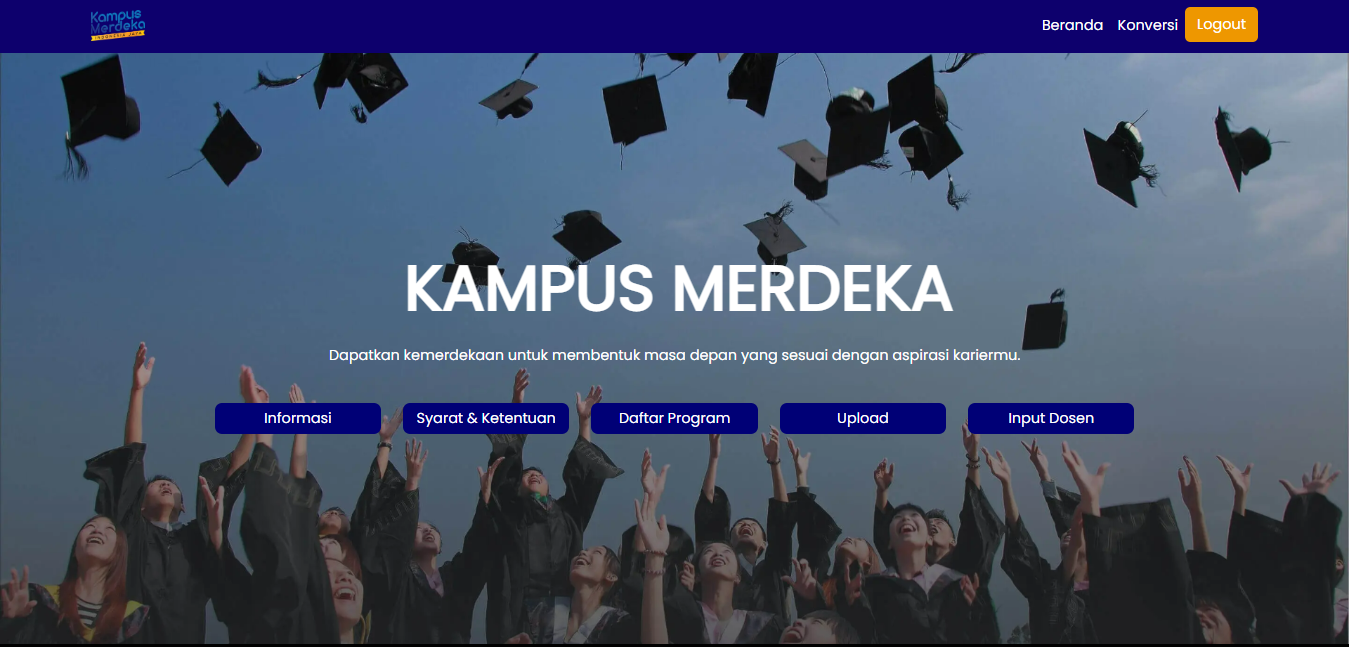 Kampus
Merdeka
INDONESIA JAYA
Beranda
Konversi
Logout
KAMPUS MERDEKA
Dapatkan kemerdekaan untuk membentuk masa depan yang sesuai dengan aspirasi kariermu.
Informasi
Syarat & Ketentuan
Daftar Program
Upload
Input Dosen